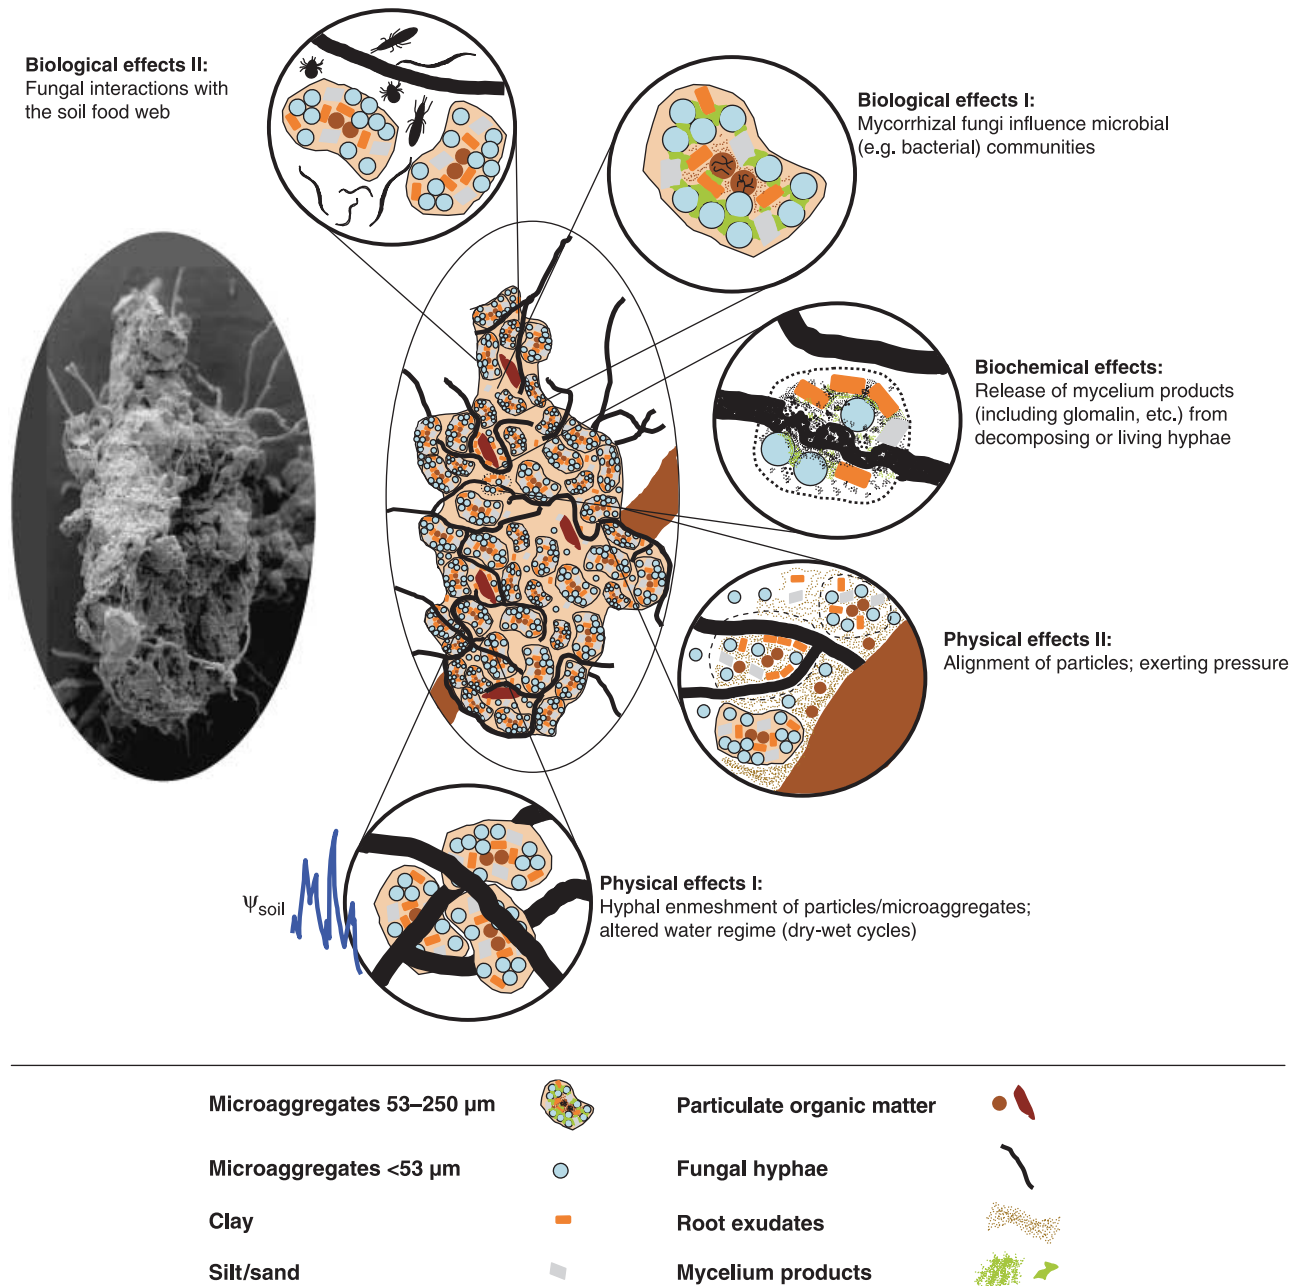 Biological effects II:
Fungal interactions with
the soil food web
Biological effects I:
Mycorrhizal fungi influence microbial
(e.g. bacterial) communities
Biochemical effects:
Release of mycelium products
(including glomalin, etc.) from
decomposing or living hyphae
Physical effects II:
Alignment of particles; exerting pressure
Ψsoil
Physical effects I:
Hyphal enmeshment of particles/microaggregates;
altered water regime (dry-wet cycles)
Microaggregates 53–250 µm
Particulate organic matter
Microaggregates <53 µm
Fungal hyphae
Clay
Root exudates
Silt/sand
Mycelium products